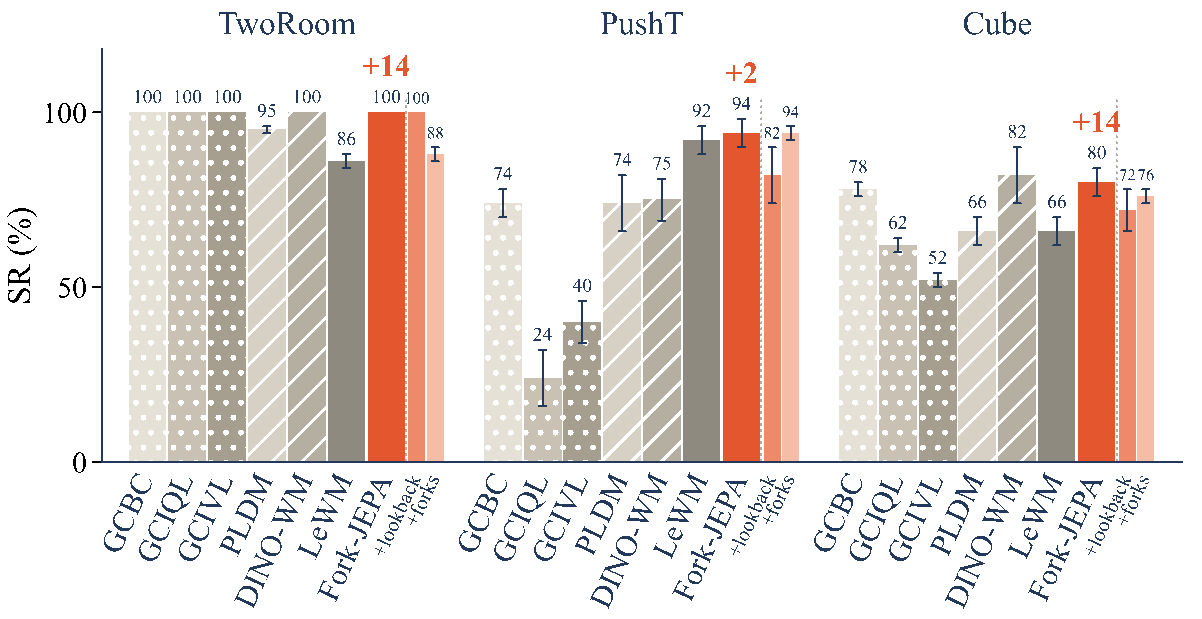 TwoRoom
PushT
Cube
SR (%)
100
50
0
+14
100 100 100 95 100 86 100 100 88
GCBC
GCIQL
GCIVL
PLDM
DINO-WM
LeWM
Fork-JEPA
+lookback
+forks
+2
74 24 40 74 75 92 94 82 94
GCBC
GCIQL
GCIVL
PLDM
DINO-WM
LeWM
Fork-JEPA
+lookback
+forks
+14
78 62 52 66 82 66 80 72 76
GCBC
GCIQL
GCIVL
PLDM
DINO-WM
LeWM
Fork-JEPA
+lookback
+forks